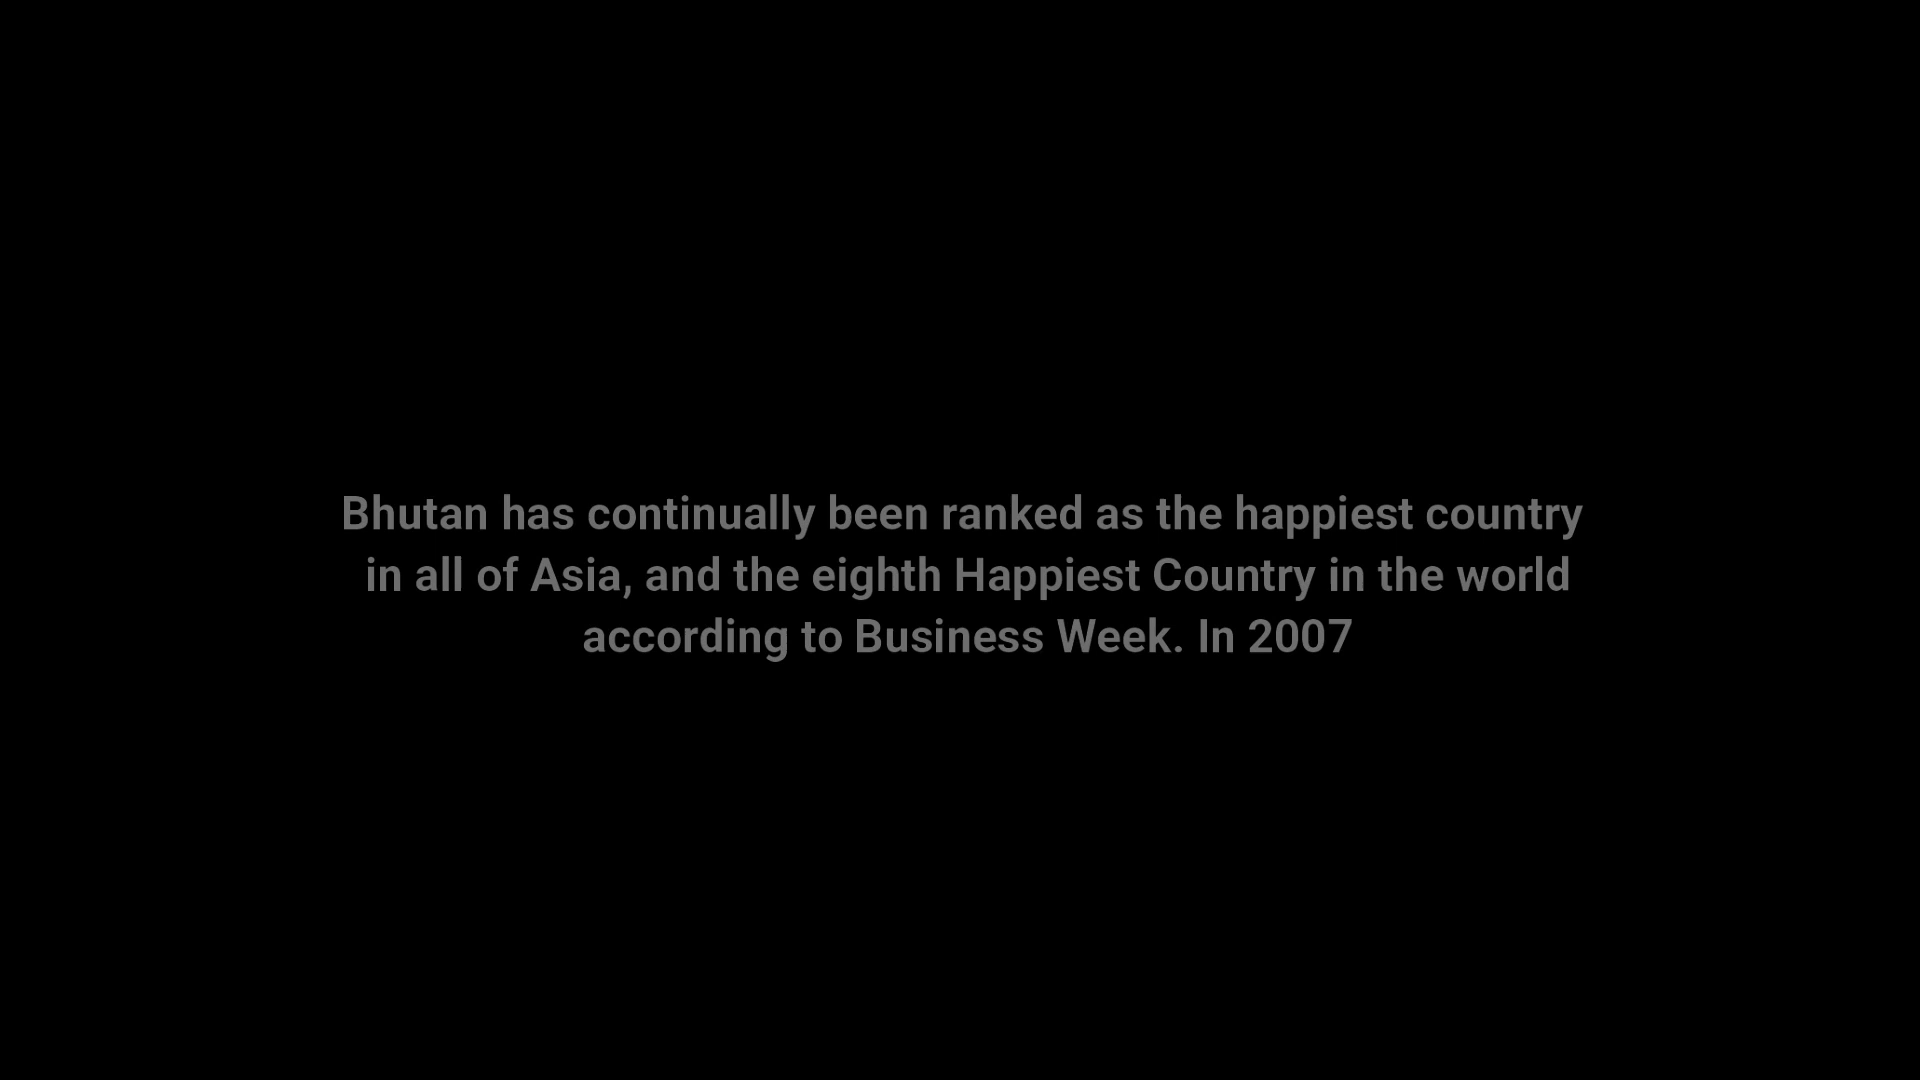 Bhutan has continually been ranked as the happiest country
in all of Asia, and the eighth Happiest Country in the world
according to Business Week. In 2007